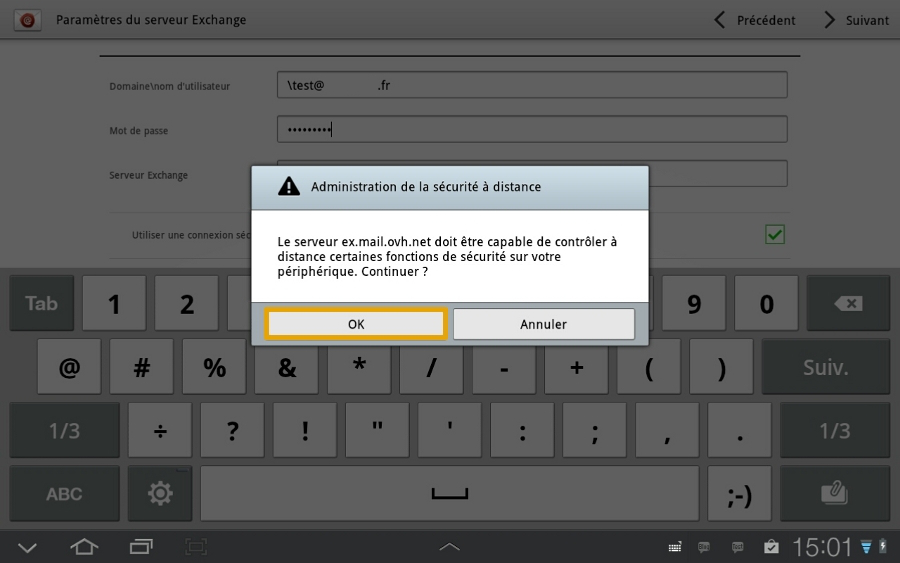 Paramètres du serveur Exchange
Précédent
Suivant
Domaine\nom d'utilisateur
\test@ .fr
Mot de passe
•••••••••
Serveur Exchange
Administration de la sécurité à distance
Utiliser une connexion séc
Le serveur ex.mail.ovh.net doit être capable de contrôler à
distance certaines fonctions de sécurité sur votre
périphérique. Continuer ?
OK
Annuler
Tab 1 2 9 0
@ # % & * / - + ( ) Suiv.
1/3 ÷ ? ! " ' : ; , . 1/3
ABC ;-)
15:01